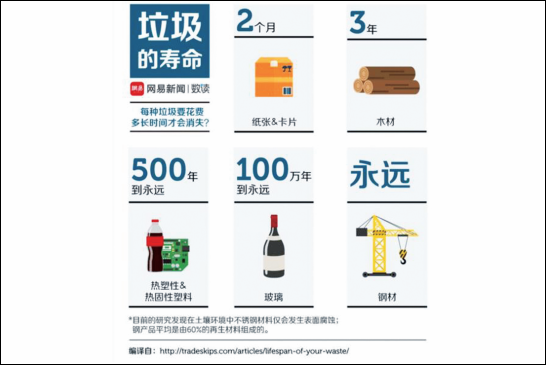 垃圾
的寿命
网易 网易新闻|数读
每种垃圾要花费
多长时间才会消失?
2个月
纸张&卡片
3年
木材
500年
到永远
热塑性&
热固性塑料
100万年
到永远
玻璃
永远
钢材
*目前的研究发现在土壤环境中不锈钢材料仅会发生表面腐蚀;
钢产品平均是由60%的再生材料组成的。
编译自: http://tradeskips.com/articles/lifespan-of-your-waste/